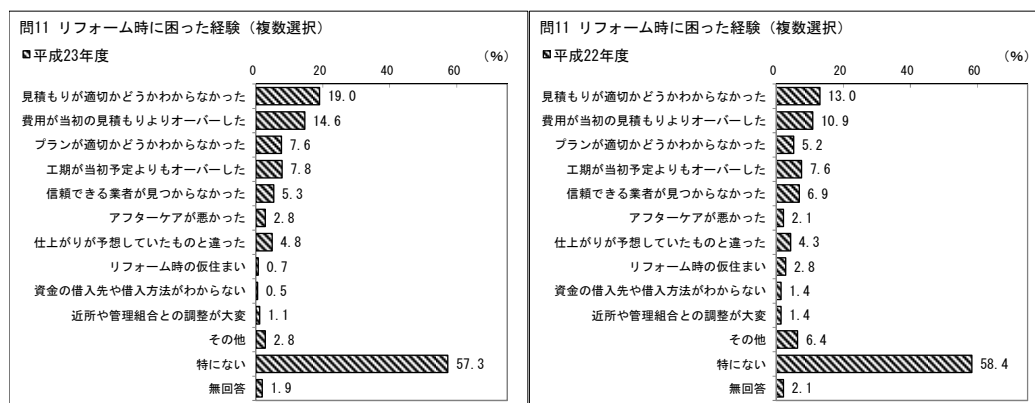 問11 リフォーム時に困った経験（複数選択）
平成23年度
（%）
0 20 40 60
見積もりが適切かどうかわからなかった 19.0
費用が当初の見積もりよりオーバーした 14.6
プランが適切かどうかわからなかった 7.6
工期が当初予定よりもオーバーした 7.8
信頼できる業者が見つからなかった 5.3
アフターケアが悪かった 2.8
仕上がりが予想していたものと違った 4.8
リフォーム時の仮住まい 0.7
資金の借入先や借入方法がわからない 0.5
近所や管理組合との調整が大変 1.1
その他 2.8
特にない 57.3
無回答 1.9
問11 リフォーム時に困った経験（複数選択）
平成22年度
（%）
0 20 40 60
見積もりが適切かどうかわからなかった 13.0
費用が当初の見積もりよりオーバーした 10.9
プランが適切かどうかわからなかった 5.2
工期が当初予定よりもオーバーした 7.6
信頼できる業者が見つからなかった 6.9
アフターケアが悪かった 2.1
仕上がりが予想していたものと違った 4.3
リフォーム時の仮住まい 2.8
資金の借入先や借入方法がわからない 1.4
近所や管理組合との調整が大変 1.4
その他 6.4
特にない 58.4
無回答 2.1